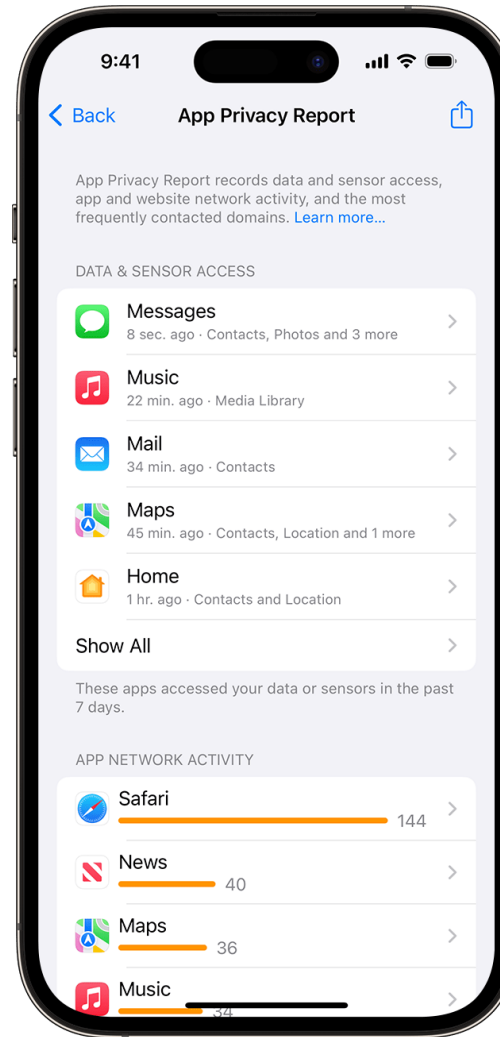 9:41
Back
App Privacy Report
App Privacy Report records data and sensor access,
app and website network activity, and the most
frequently contacted domains. Learn more...
DATA & SENSOR ACCESS
Messages
8 sec. ago · Contacts, Photos and 3 more
Music
22 min. ago · Media Library
Mail
34 min. ago · Contacts
Maps
45 min. ago · Contacts, Location and 1 more
Home
1 hr. ago · Contacts and Location
Show All
These apps accessed your data or sensors in the past
7 days.
APP NETWORK ACTIVITY
Safari
144
News
40
Maps
36
Music
34